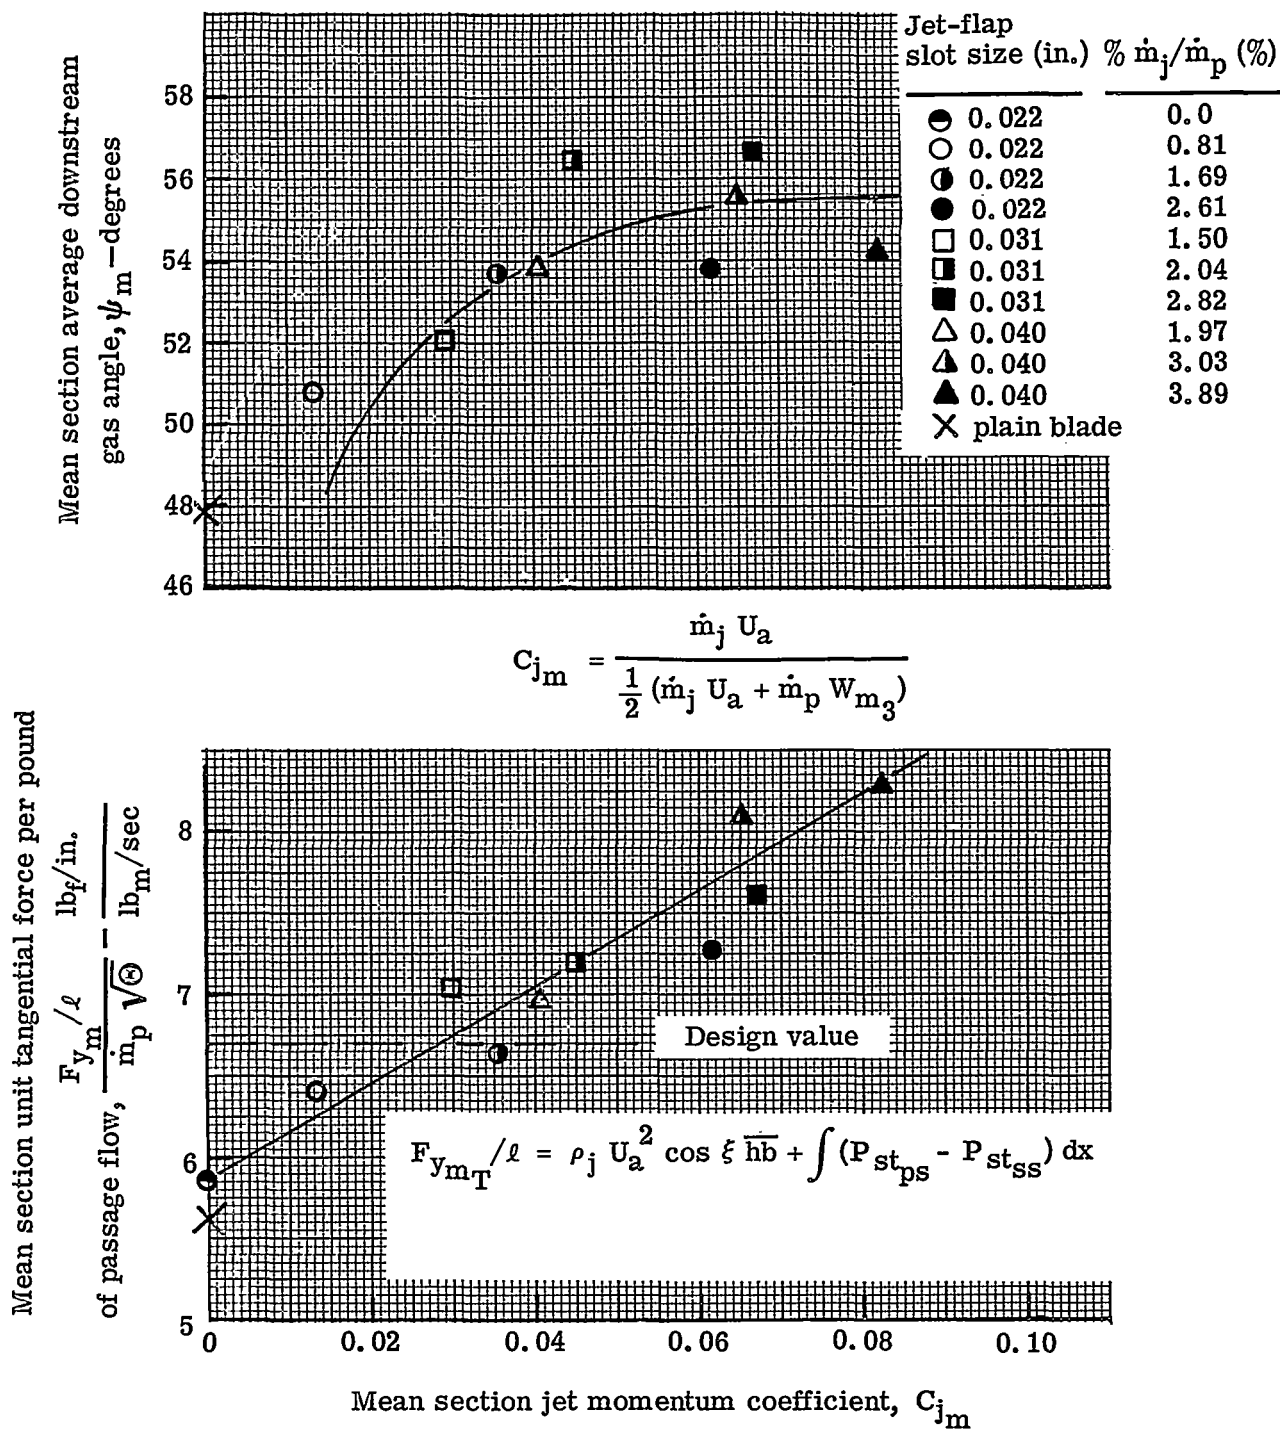 Jet-flap
slot size (in.) % ṁj/ṁp (%)
0.022 0.0
0.022 0.81
0.022 1.69
0.022 2.61
0.031 1.50
0.031 2.04
0.031 2.82
0.040 1.97
0.040 3.03
0.040 3.89
plain blade
Mean section average downstream
gas angle, ψm—degrees
58
56
54
52
50
48
46
Cjm = ṁj Ua / ½ (ṁj Ua + ṁp Wm3)
Mean section unit tangential force per pound
of passage flow, Fym/ℓ / ṁp √Θ — lbf/in. / lbm/sec
8
7
6
5
Design value
FymT/ℓ = ρj Ua² cos ξ h̅b̅ + ∫ (Pstps - Pstss) dx
0 0.02 0.04 0.06 0.08 0.10
Mean section jet momentum coefficient, Cjm